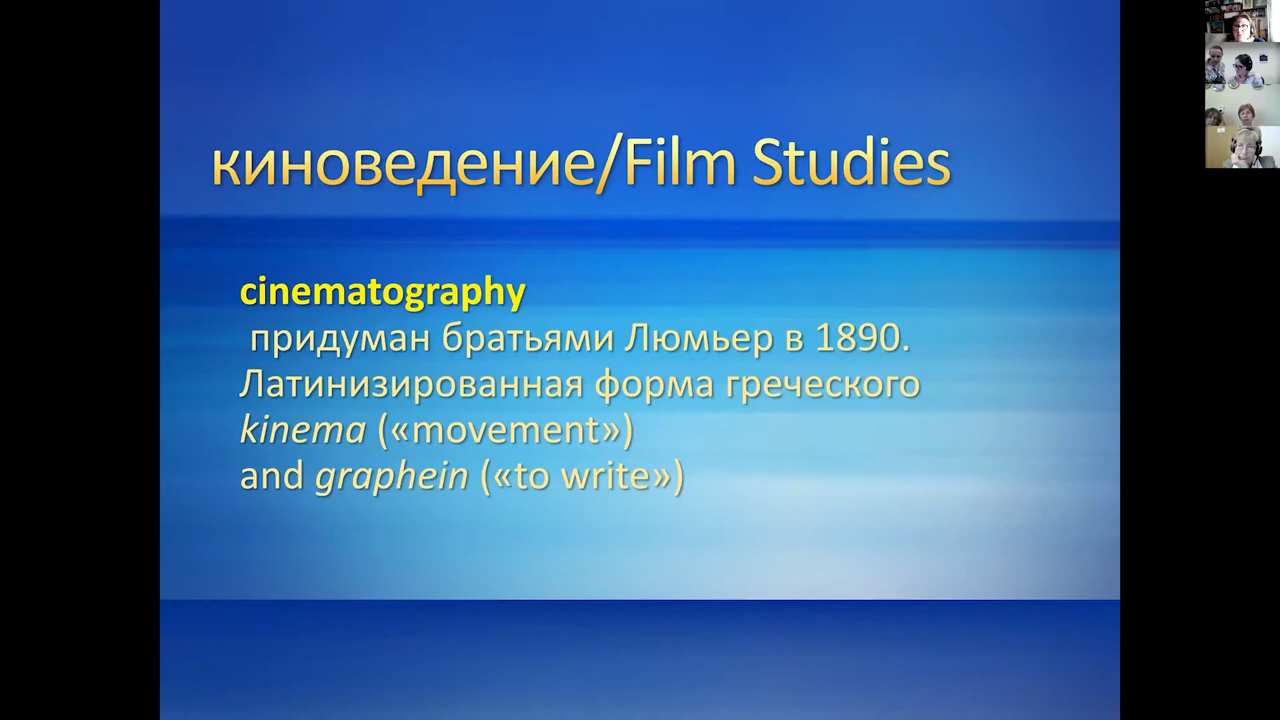 киноведение/Film Studies
cinematography
придуман братьями Люмьер в 1890.
Латинизированная форма греческого
kinema («movement»)
and graphein («to write»)